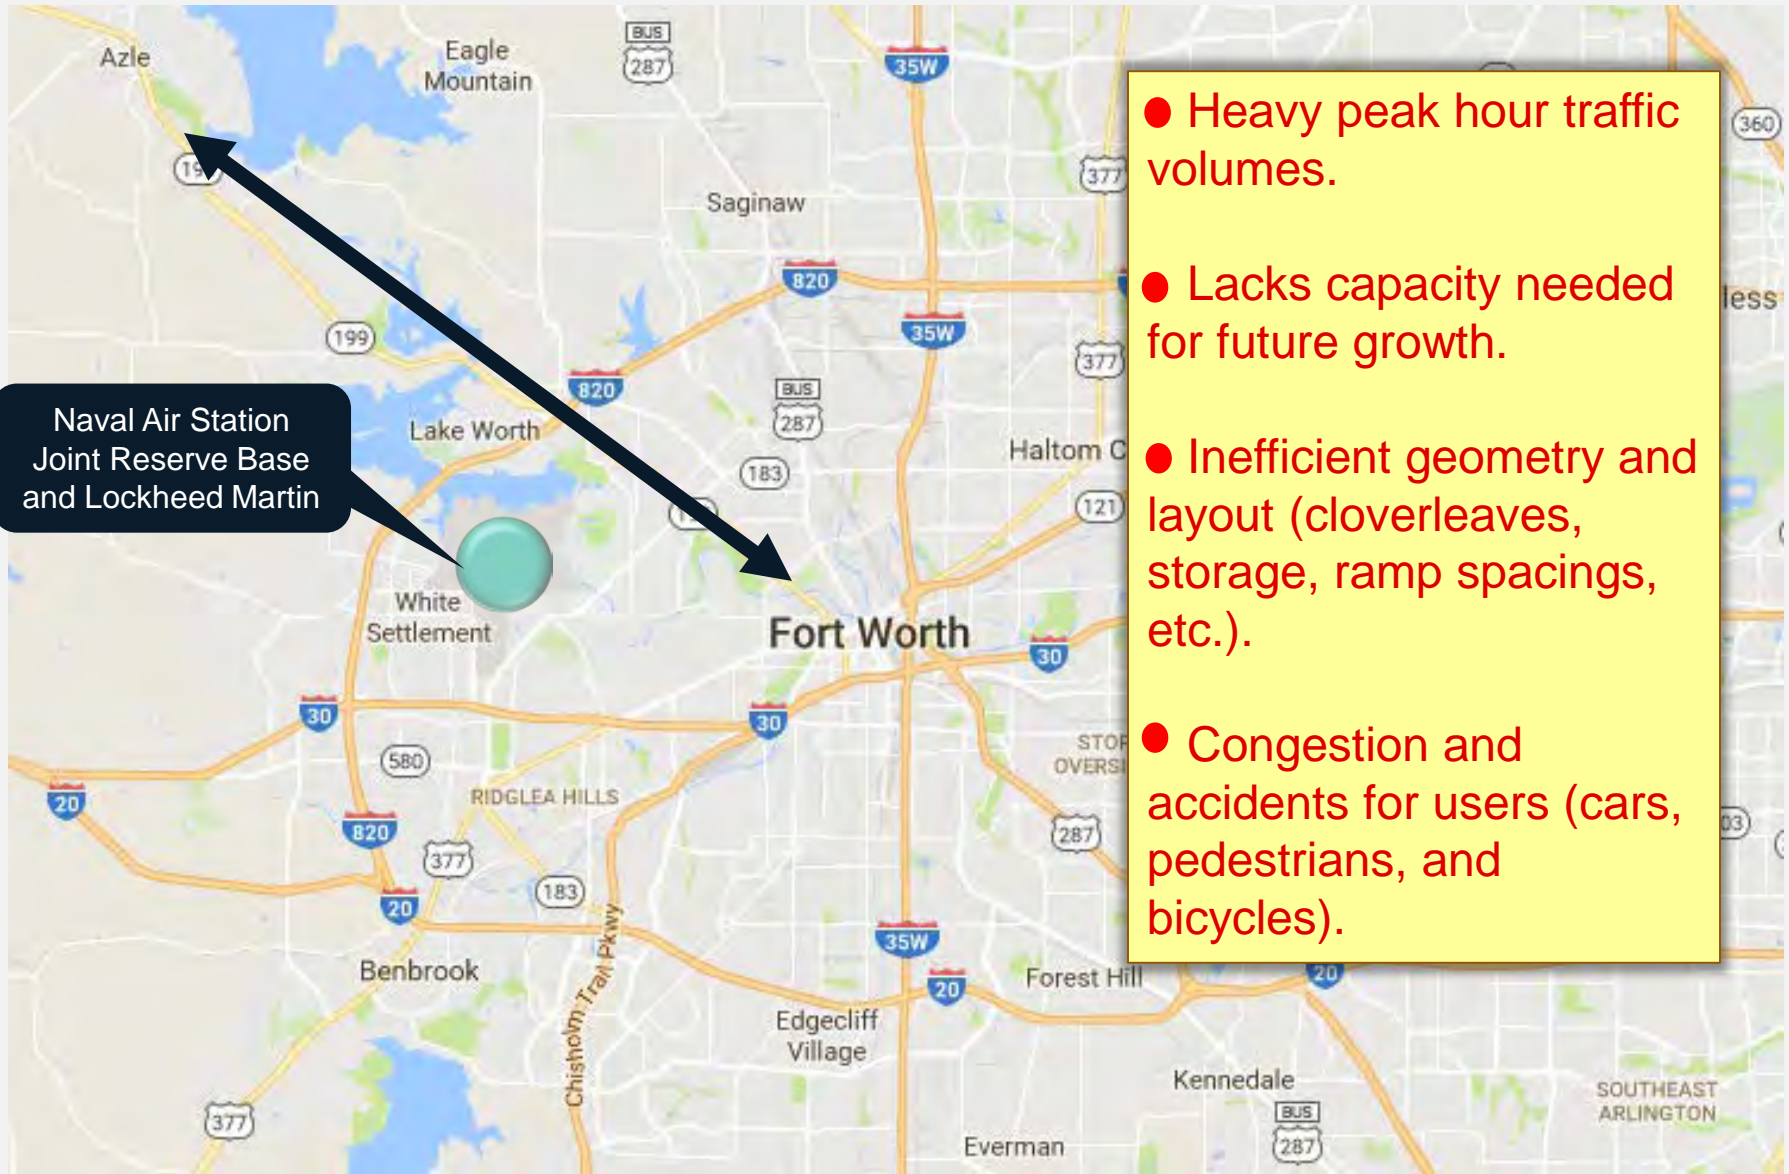 Azle
Eagle
Mountain
BUS
287
35W
360
199
377
Saginaw
820
35W
199
377
820
BUS
287
Lake Worth
Haltom C
183
121
Naval Air Station
Joint Reserve Base
and Lockheed Martin
White
Settlement
Fort Worth
30
30
30
580
STOP
OVERSI
RIDGLEA HILLS
20
820
377
287
183
20
Chisholm Trail Pkwy
35W
Benbrook
20
Forest Hill
20
Edgecliff
Village
Kennedale
SOUTHEAST
ARLINGTON
377
BUS
287
Everman
less
03
● Heavy peak hour traffic
volumes.
● Lacks capacity needed
for future growth.
● Inefficient geometry and
layout (cloverleaves,
storage, ramp spacings,
etc.).
● Congestion and
accidents for users (cars,
pedestrians, and
bicycles).